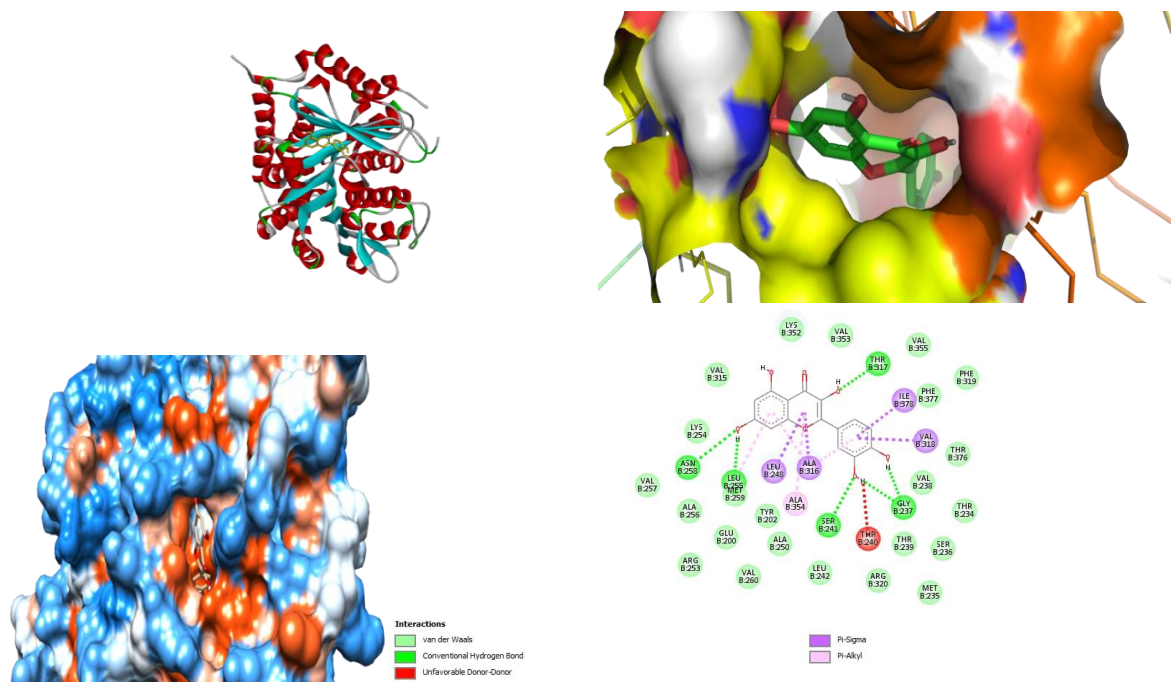 LYS
B:352
VAL
B:353
VAL
B:355
THR
B:317
PHE
B:319
VAL
B:315
ILE
B:378
PHE
B:377
LYS
B:254
VAL
B:318
THR
B:376
ASN
B:258
LEU
B:248
ALA
B:316
VAL
B:238
VAL
B:257
LEU
B:255
MET
B:259
ALA
B:354
GLY
B:237
THR
B:234
ALA
B:256
TYR
B:202
SER
B:241
GLU
B:200
ALA
B:250
THR
B:240
THR
B:239
SER
B:236
ARG
B:253
VAL
B:260
LEU
B:242
ARG
B:320
MET
B:235
H
O
O
O
H
H
O
O
O
H
O
H
Interactions
van der Waals
Conventional Hydrogen Bond
Unfavorable Donor-Donor
Pi-Sigma
Pi-Alkyl